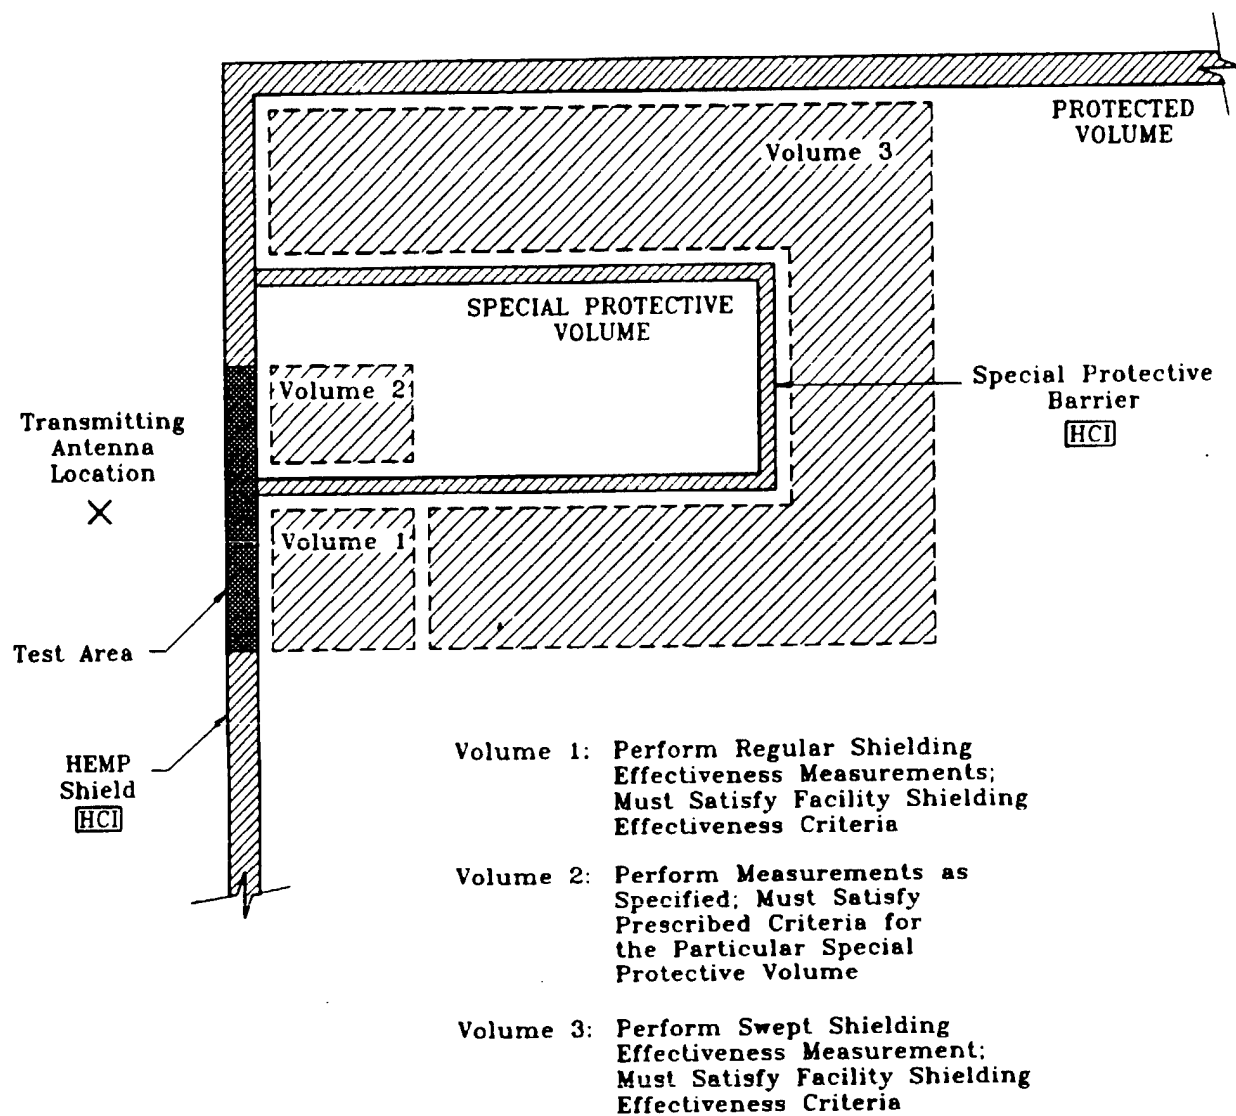 PROTECTED
VOLUME
Volume 3
SPECIAL PROTECTIVE
VOLUME
Volume 2
Special Protective
Barrier
HCI
Transmitting
Antenna
Location
Volume 1
Test Area
HEMP
Shield
HCI
Volume 1: Perform Regular Shielding
Effectiveness Measurements;
Must Satisfy Facility Shielding
Effectiveness Criteria
Volume 2: Perform Measurements as
Specified; Must Satisfy
Prescribed Criteria for
the Particular Special
Protective Volume
Volume 3: Perform Swept Shielding
Effectiveness Measurement;
Must Satisfy Facility Shielding
Effectiveness Criteria